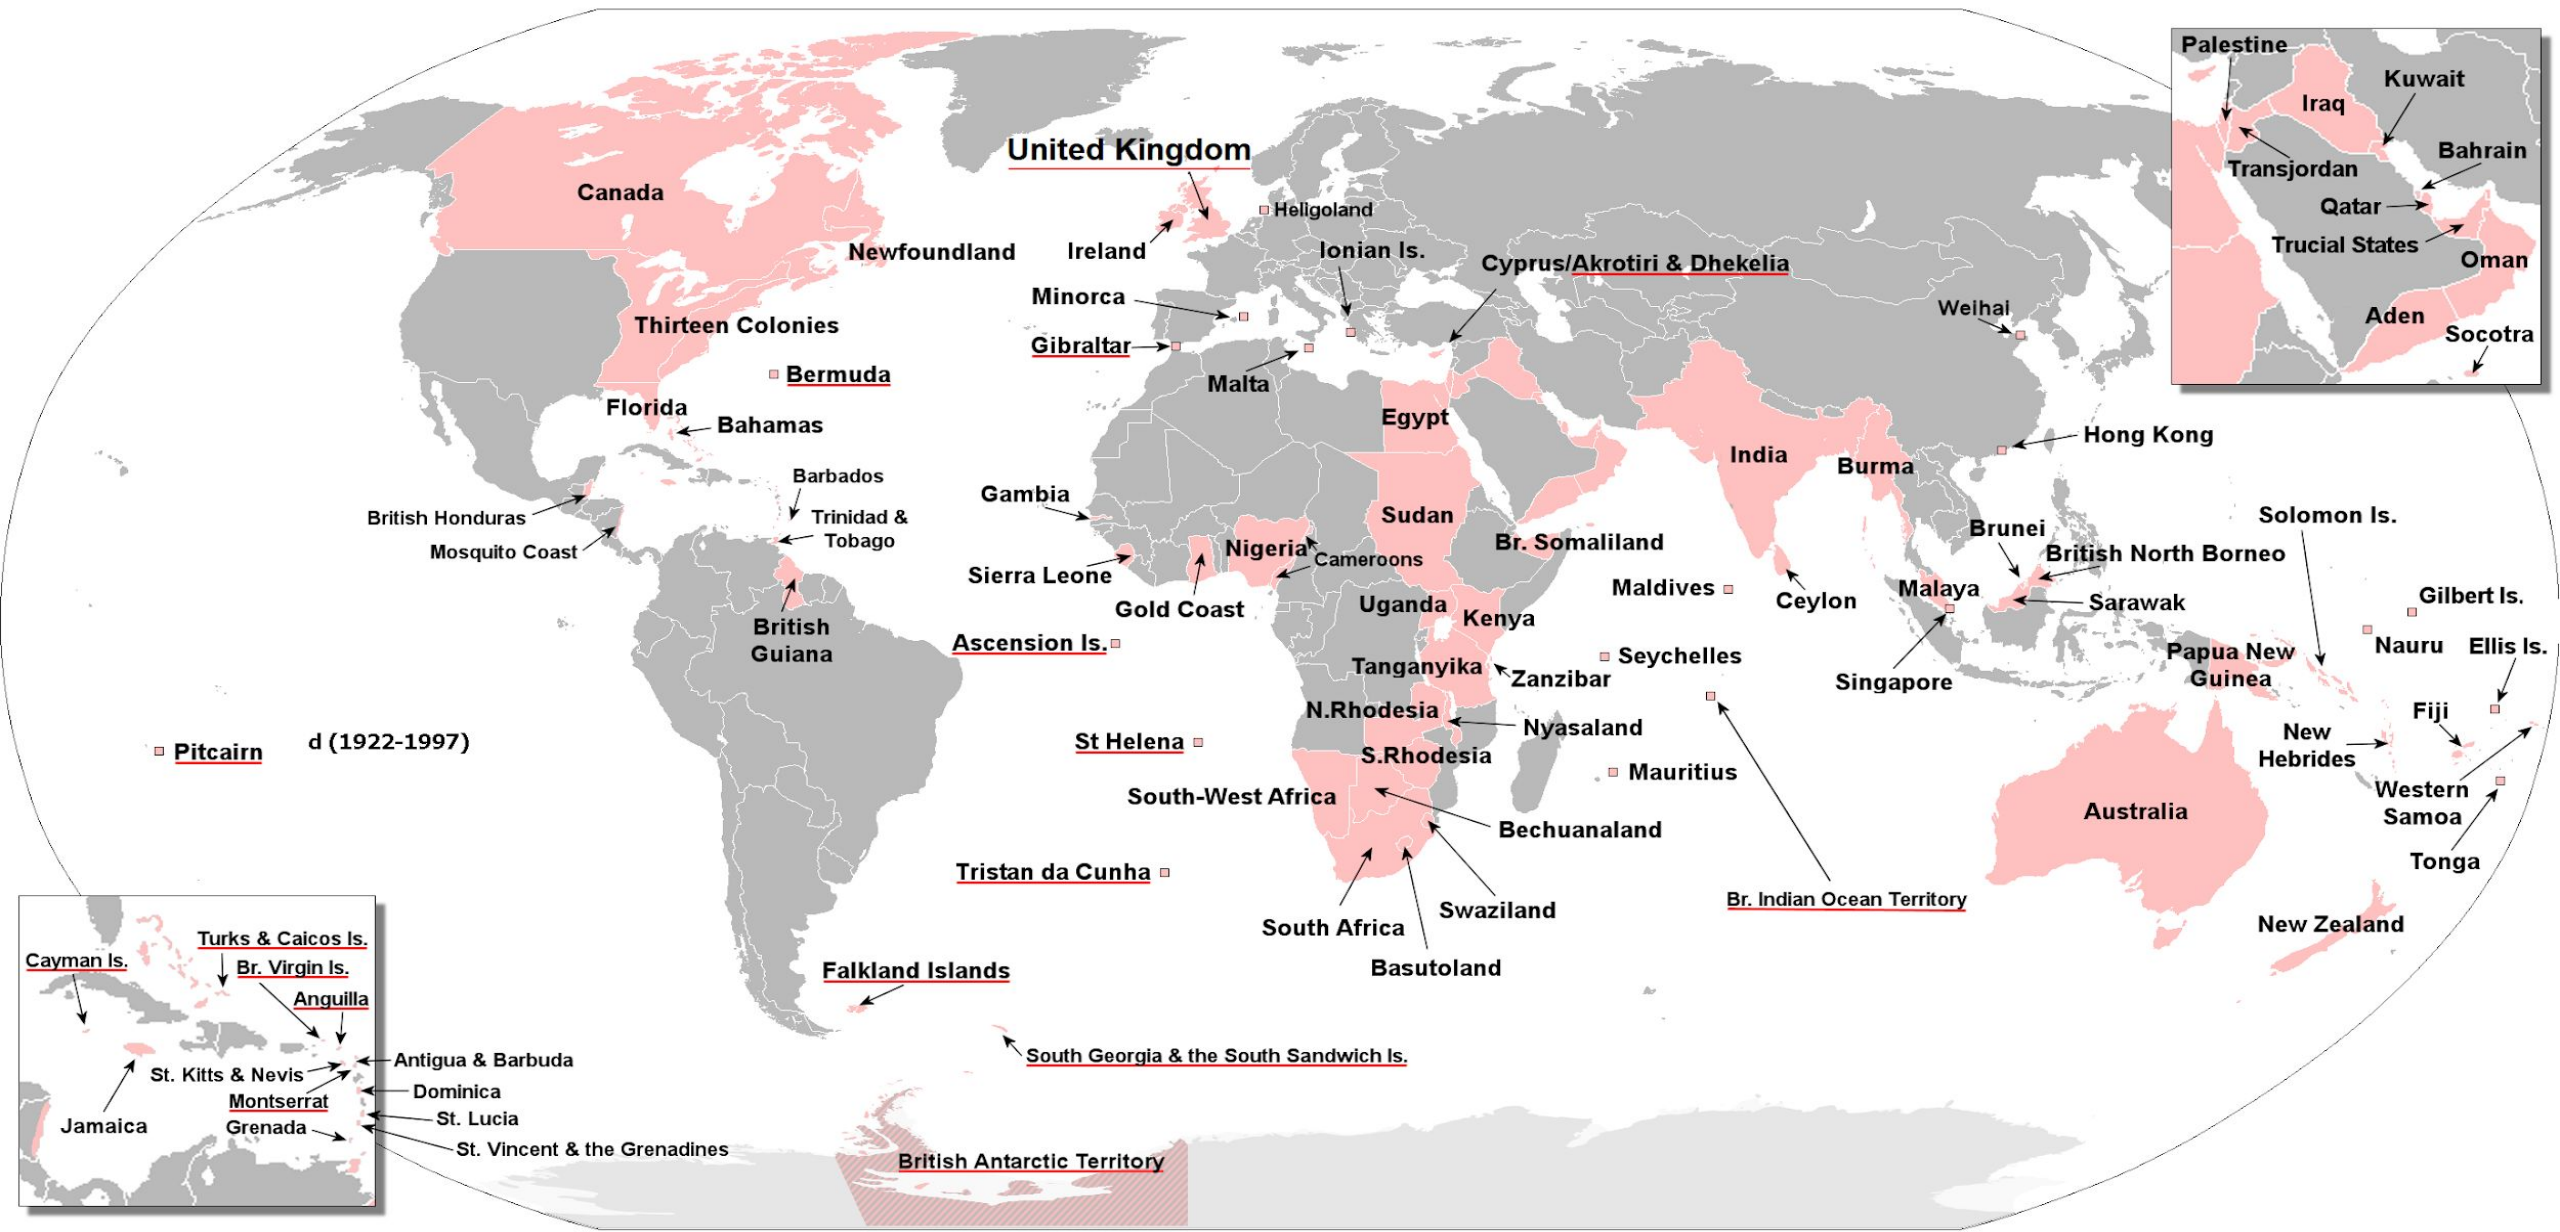 Palestine
Kuwait
Iraq
Bahrain
Transjordan
Qatar
Trucial States
Oman
Aden
Socotra
United Kingdom
Canada
Heligoland
Newfoundland
Ireland
Ionian Is.
Cyprus/Akrotiri & Dhekelia
Minorca
Weihai
Thirteen Colonies
Gibraltar
Bermuda
Malta
Florida
Bahamas
Egypt
Hong Kong
India
Burma
Barbados
Gambia
British Honduras
Trinidad &
Tobago
Sudan
Solomon Is.
Mosquito Coast
Brunei
Nigeria
Cameroons
Br. Somaliland
British North Borneo
Sierra Leone
Maldives
Malaya
Gold Coast
Uganda
Kenya
Ceylon
Sarawak
Gilbert Is.
British
Guiana
Ascension Is.
Nauru
Ellis Is.
Seychelles
Papua New
Guinea
Tanganyika
Zanzibar
Singapore
N.Rhodesia
Nyasaland
Fiji
Pitcairn
d (1922-1997)
St Helena
New
Hebrides
S.Rhodesia
Mauritius
South-West Africa
Western
Samoa
Australia
Bechuanaland
Tonga
Tristan da Cunha
Br. Indian Ocean Territory
Swaziland
South Africa
New Zealand
Basutoland
Falkland Islands
South Georgia & the South Sandwich Is.
British Antarctic Territory
Turks & Caicos Is.
Cayman Is.
Br. Virgin Is.
Anguilla
Antigua & Barbuda
St. Kitts & Nevis
Dominica
Montserrat
St. Lucia
Jamaica
Grenada
St. Vincent & the Grenadines